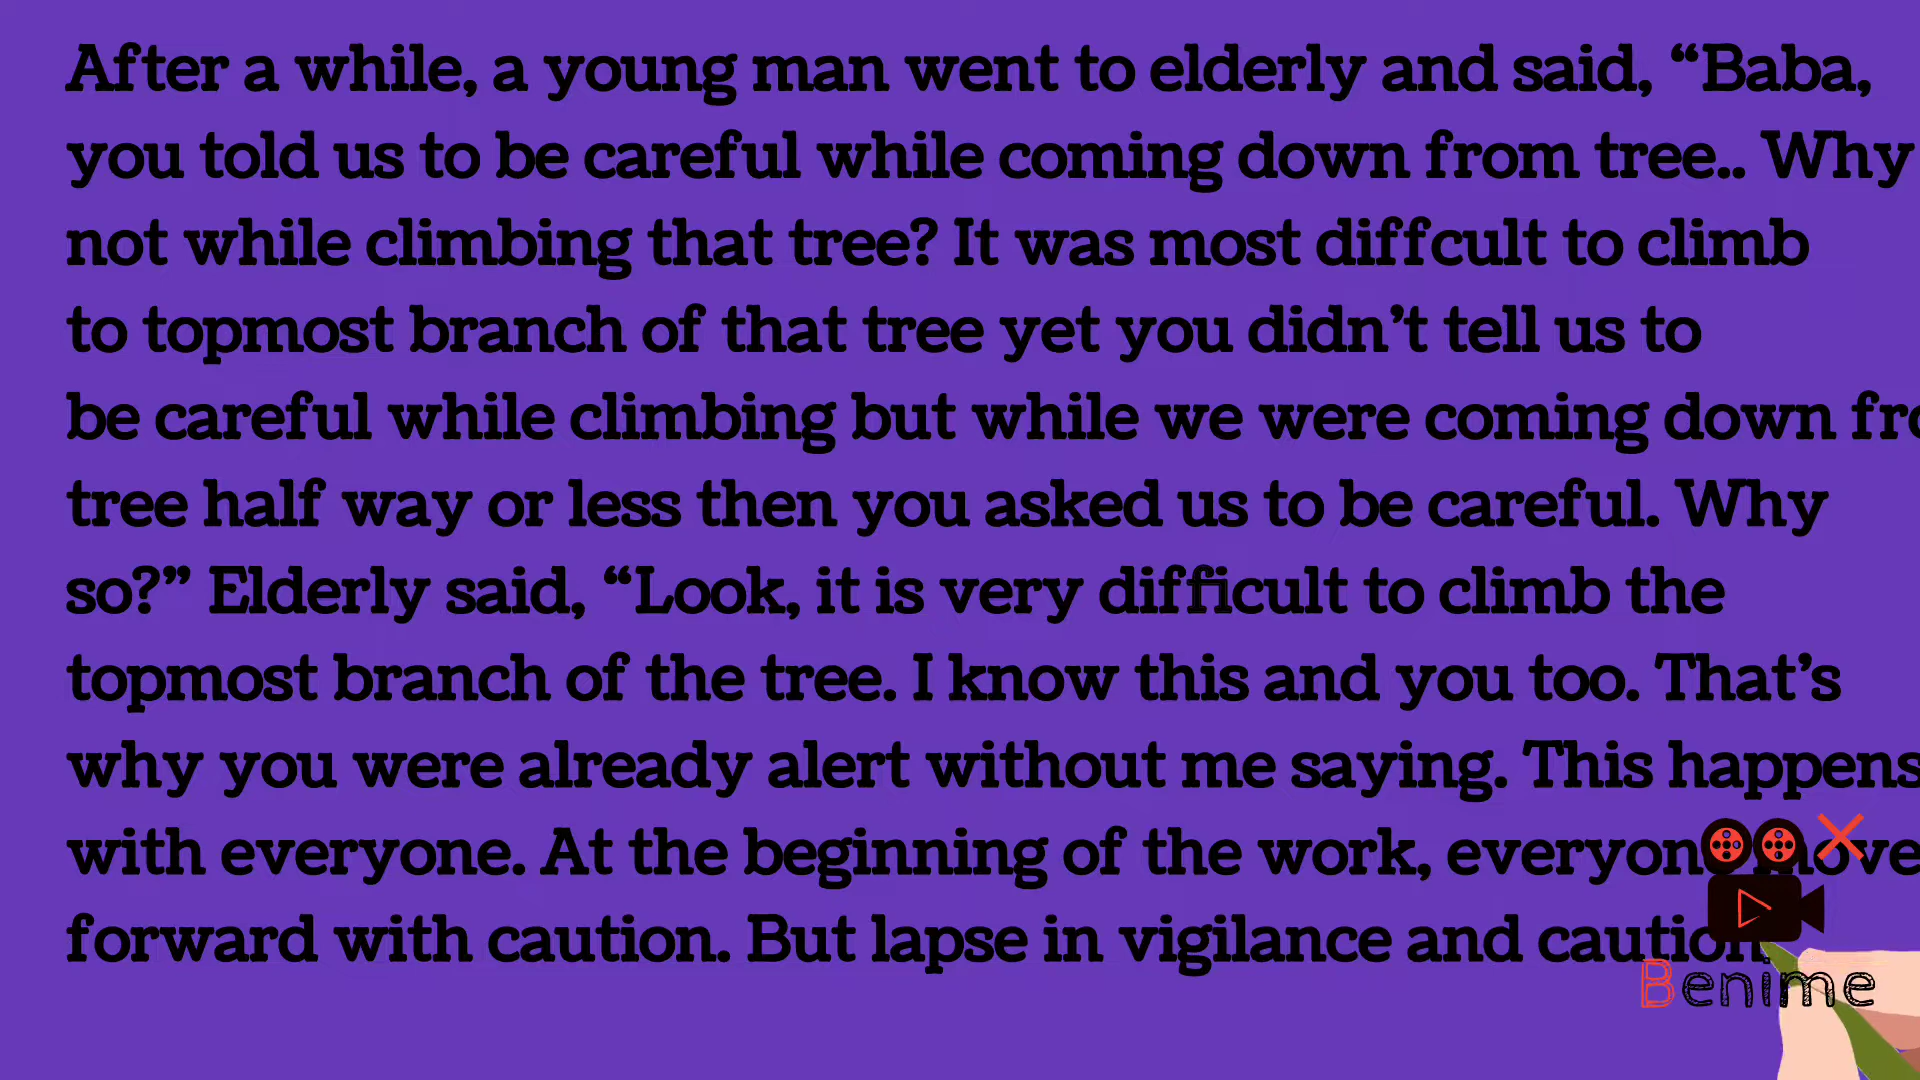 After a while, a young man went to elderly and said, “Baba,
you told us to be careful while coming down from tree.. Why
not while climbing that tree? It was most diffcult to climb
to topmost branch of that tree yet you didn’t tell us to
be careful while climbing but while we were coming down
tree half way or less then you asked us to be careful. Why
so?” Elderly said, “Look, it is very difficult to climb the
topmost branch of the tree. I know this and you too. That’s
why you were already alert without me saying. This happens
with everyone. At the beginning of the work,
forward with caution. But lapse in vigilance and caution
Benime